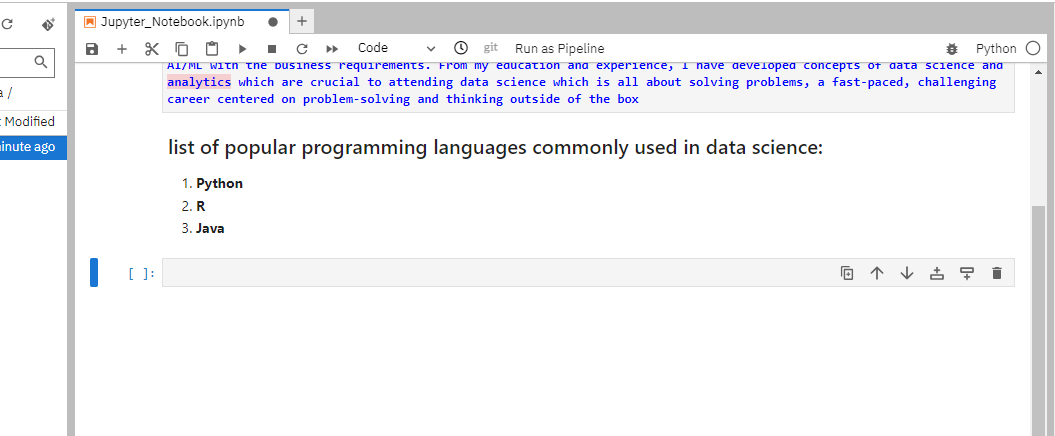 Jupyter_Notebook.ipynb
Code
git
Run as Pipeline
Python
AI/ML with the business requirements. From my education and experience, I have developed concepts of data science and
analytics which are crucial to attending data science which is all about solving problems, a fast-paced, challenging
career centered on problem-solving and thinking outside of the box
/
Modified
minute ago
list of popular programming languages commonly used in data science:
1. Python
2. R
3. Java
[ ]: